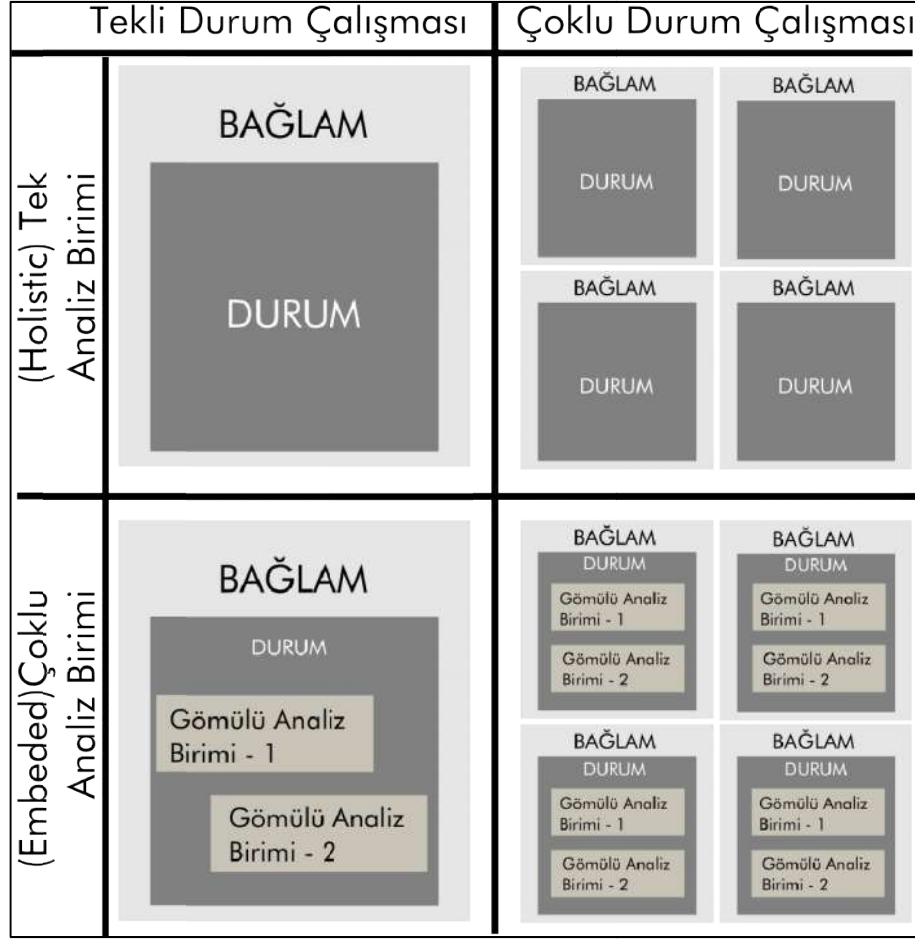 Tekli Durum Çalışması
Çoklu Durum Çalışması
(Holistic) Tek
Analiz Birimi
BAĞLAM
DURUM
BAĞLAM
DURUM
BAĞLAM
DURUM
BAĞLAM
DURUM
BAĞLAM
DURUM
(Embeded)Çoklu
Analiz Birimi
BAĞLAM
DURUM
Gömülü Analiz
Birimi - 1
Gömülü Analiz
Birimi - 2
BAĞLAM
DURUM
Gömülü Analiz
Birimi - 1
Gömülü Analiz
Birimi - 2
BAĞLAM
DURUM
Gömülü Analiz
Birimi - 1
Gömülü Analiz
Birimi - 2
BAĞLAM
DURUM
Gömülü Analiz
Birimi - 1
Gömülü Analiz
Birimi - 2
BAĞLAM
DURUM
Gömülü Analiz
Birimi - 1
Gömülü Analiz
Birimi - 2